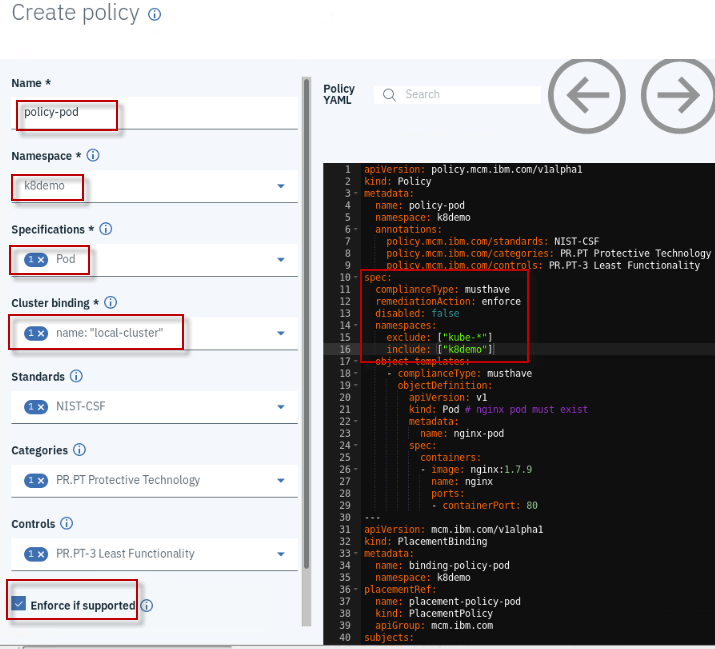 Create policy
Name *
policy-pod
Namespace *
k8demo
Specifications *
1 × Pod
Cluster binding *
1 × name: "local-cluster"
Standards
1 × NIST-CSF
Categories
1 × PR.PT Protective Technology
Controls
1 × PR.PT-3 Least Functionality
Enforce if supported
Policy
YAML
Search
1 apiVersion: policy.mcm.ibm.com/v1alpha1
2 kind: Policy
3 metadata:
4 name: policy-pod
5 namespace: k8demo
6 annotations:
7 policy.mcm.ibm.com/standards: NIST-CSF
8 policy.mcm.ibm.com/categories: PR.PT Protective Technology
9 policy.mcm.ibm.com/controls: PR.PT-3 Least Functionality
10 spec:
11 complianceType: musthave
12 remediationAction: enforce
13 disabled: false
14 namespaces:
15 exclude: ["kube-*"]
16 include: ["k8demo"]
17 object-templates:
18 - complianceType: musthave
19 objectDefinition:
20 apiVersion: v1
21 kind: Pod # nginx pod must exist
22 metadata:
23 name: nginx-pod
24 spec:
25 containers:
26 - image: nginx:1.7.9
27 name: nginx
28 ports:
29 - containerPort: 80
30 ---
31 apiVersion: mcm.ibm.com/v1alpha1
32 kind: PlacementBinding
33 metadata:
34 name: binding-policy-pod
35 namespace: k8demo
36 placementRef:
37 name: placement-policy-pod
38 kind: PlacementPolicy
39 apiGroup: mcm.ibm.com
40 subjects: